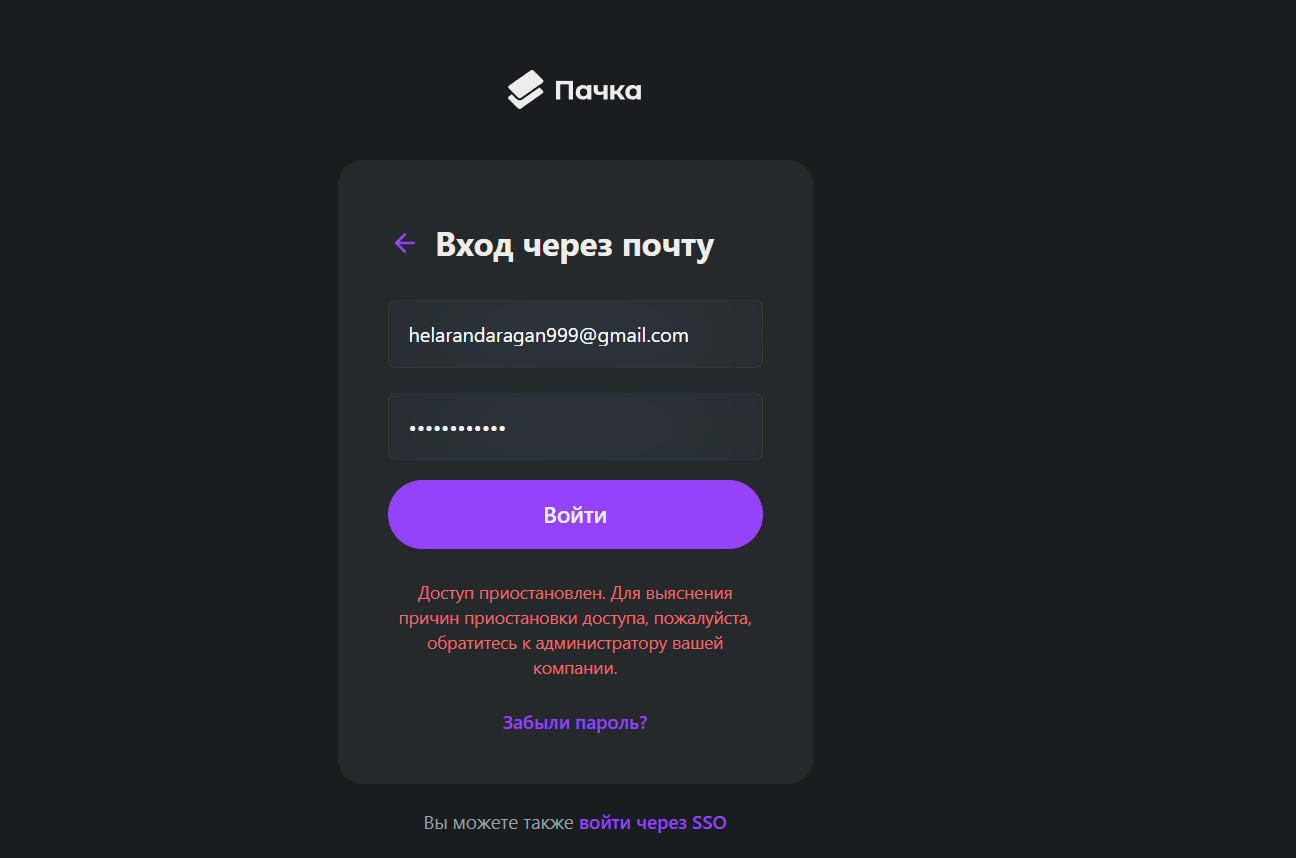 Пачка
Вход через почту
helarandaragan999@gmail.com
••••••••••••
Войти
Доступ приостановлен. Для выяснения
причин приостановки доступа, пожалуйста,
обратитесь к администратору вашей
компании.
Забыли пароль?
Вы можете также войти через SSO